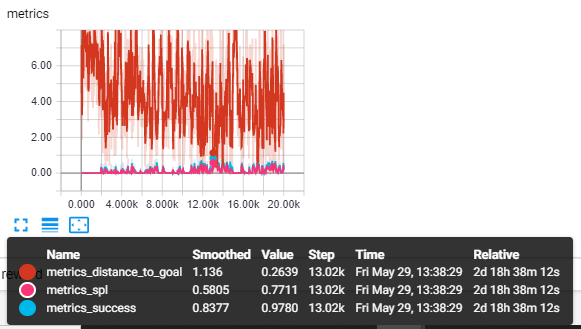 metrics
6.00
4.00
2.00
0.00
0.000 4.000k 8.000k 12.00k 16.00k 20.00k
Name Smoothed Value Step Time Relative
metrics_distance_to_goal 1.136 0.2639 13.02k Fri May 29, 13:38:29 2d 18h 38m 12s
metrics_spl 0.5805 0.7711 13.02k Fri May 29, 13:38:29 2d 18h 38m 12s
metrics_success 0.8377 0.9780 13.02k Fri May 29, 13:38:29 2d 18h 38m 12s